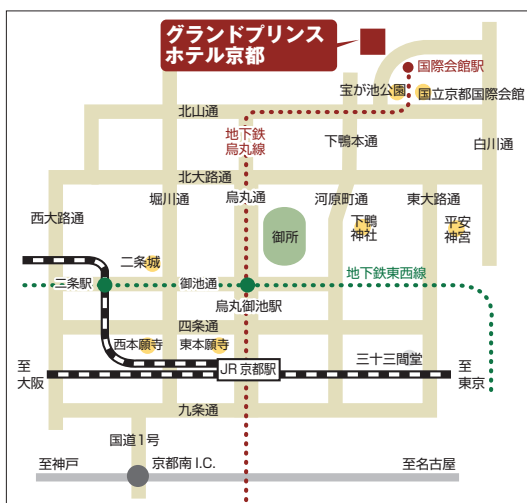 グランドプリンス
ホテル京都
国際会館駅
宝が池公園
国立京都国際会館
北山通
地下鉄
烏丸線
下鴨本通
白川通
北大路通
西大路通
堀川通
烏丸通
河原町通
東大路通
御所
下鴨
神社
平安
神宮
二条城
地下鉄東西線
二条駅
御池通
烏丸御池駅
四条通
西本願寺
東本願寺
三十三間堂
至
大阪
JR 京都駅
至
東京
九条通
国道1号
至神戸
京都南 I.C.
至名古屋